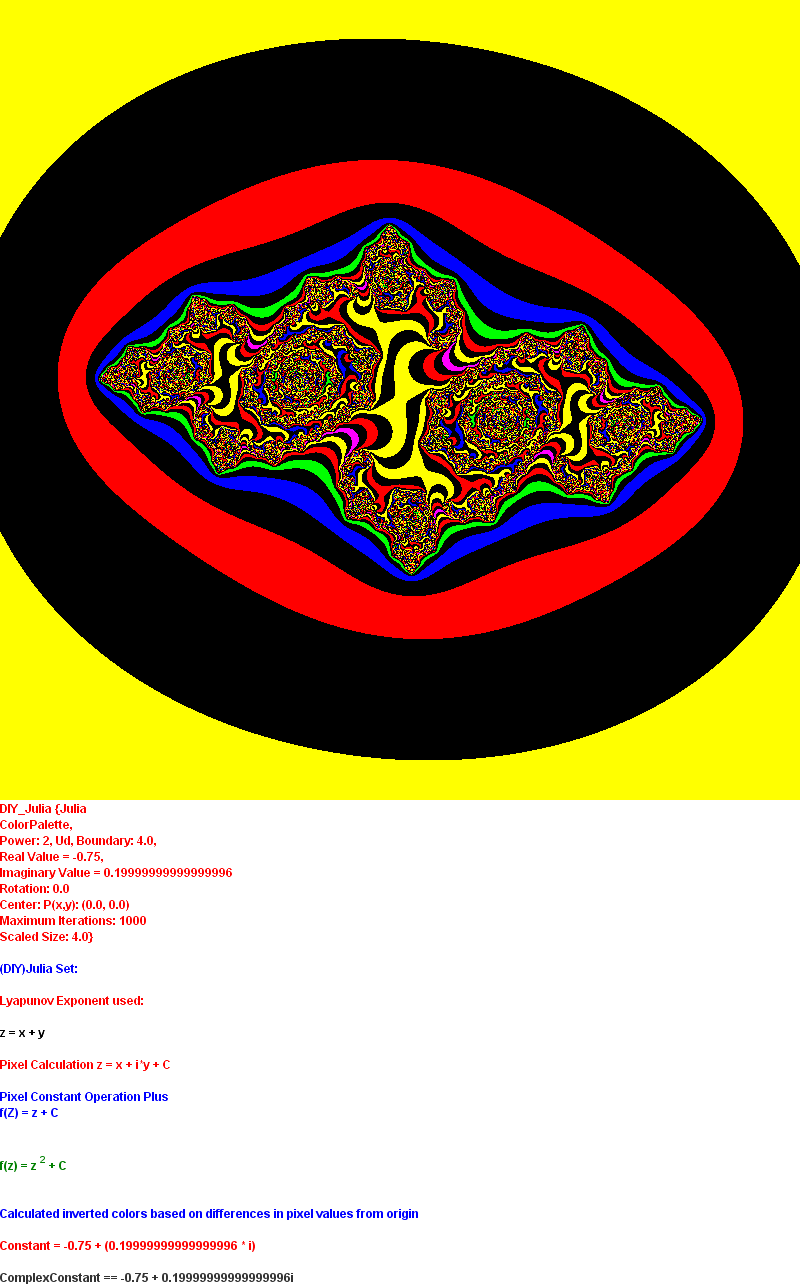 DIY_Julia {Julia
ColorPalette,
Power: 2, Ud, Boundary: 4.0,
Real Value = -0.75,
Imaginary Value = 0.19999999999999996
Rotation: 0.0
Center: P(x,y): (0.0, 0.0)
Maximum Iterations: 1000
Scaled Size: 4.0}
(DIY)Julia Set:
Lyapunov Exponent used:
z = x + y
Pixel Calculation z = x + i*y + C
Pixel Constant Operation Plus
f(Z) = z + C
f(z) = z 2 + C
Calculated inverted colors based on differences in pixel values from origin
Constant = -0.75 + (0.19999999999999996 * i)
ComplexConstant == -0.75 + 0.19999999999999996i